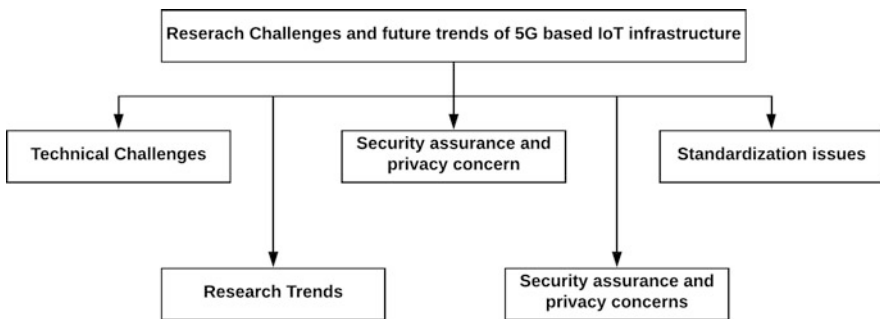 Reserach Challenges and future trends of 5G based IoT infrastructure
Technical Challenges
Security assurance and
privacy concern
Standardization issues
Research Trends
Security assurance and
privacy concerns